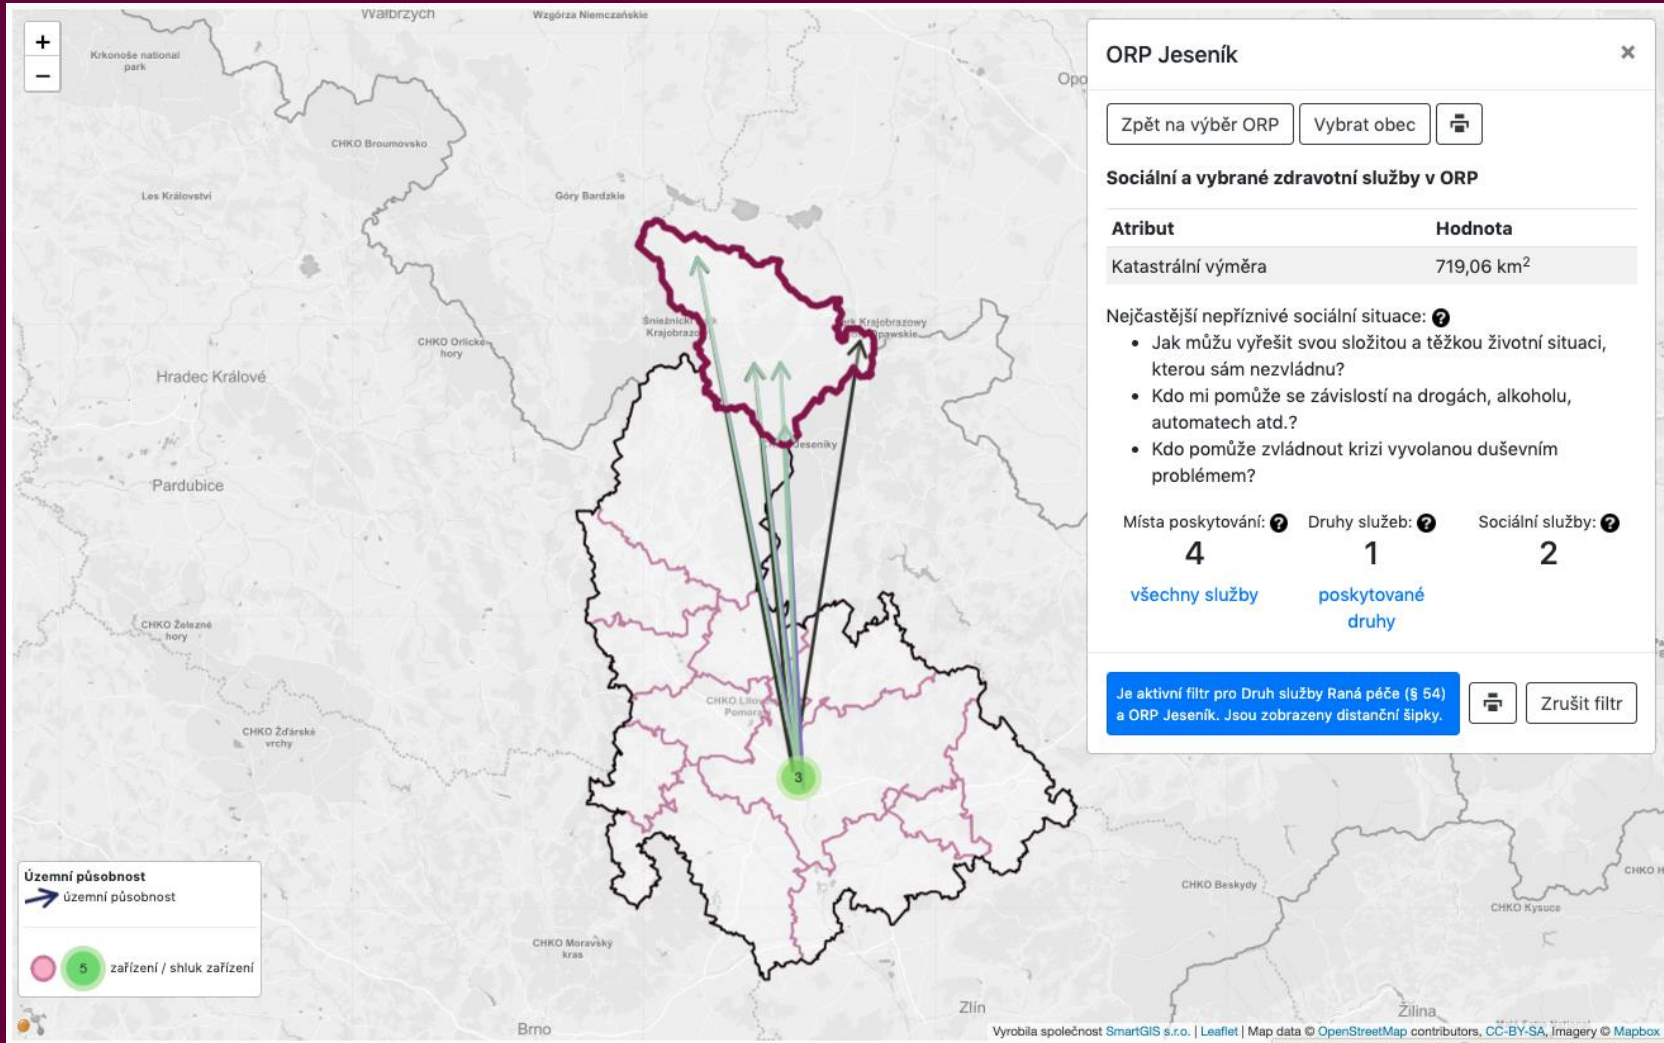 Wałbrzych
Wzgórza Niemczańskie
+
−
Krkonoše national
park
CHKO Broumovsko
Les Království
Góry Bardzkie
CHKO Orlické
hory
Hradec Králové
Pardubice
Jeseníky
CHKO Železné
hory
CHKO Žďárské
vrchy
3
CHKO Moravský
kras
Brno
Zlín
CHKO Beskydy
CHKO Kysuce
Žilina
ORP Jeseník
×
Zpět na výběr ORP
Vybrat obec
Sociální a vybrané zdravotní služby v ORP
Atribut Hodnota
Katastrální výměra 719,06 km²
Nejčastější nepříznivé sociální situace: ?
• Jak můžu vyřešit svou složitou a těžkou životní situaci,
kterou sám nezvládnu?
• Kdo mi pomůže se závislostí na drogách, alkoholu,
automatech atd.?
• Kdo pomůže zvládnout krizi vyvolanou duševním
problémem?
Místa poskytování: ? Druhy služeb: ? Sociální služby: ?
4 1 2
všechny služby poskytované
druhy
Je aktivní filtr pro Druh služby Raná péče (§ 54)
a ORP Jeseník. Jsou zobrazeny distanční šipky.
Zrušit filtr
Územní působnost
územní působnost
5 zařízení / shluk zařízení
Vyrobila společnost SmartGIS s.r.o. | Leaflet | Map data © OpenStreetMap contributors, CC-BY-SA, Imagery © Mapbox